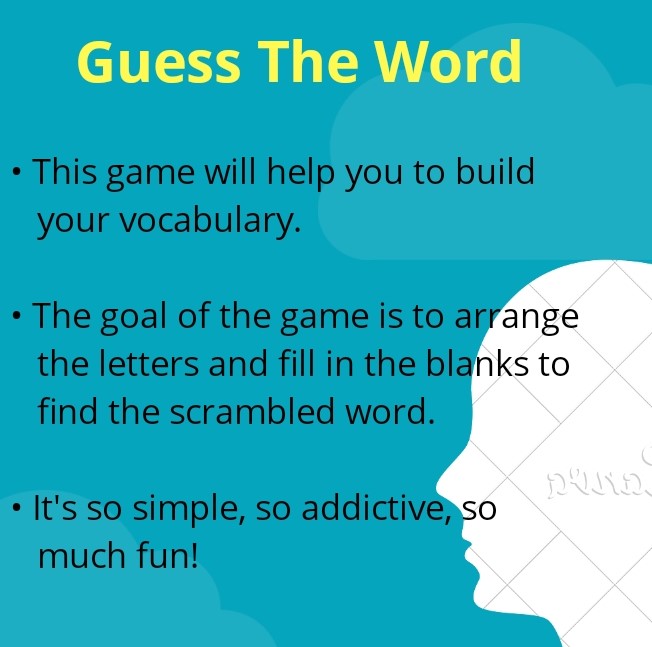 Guess The Word
• This game will help you to build
your vocabulary.
• The goal of the game is to arrange
the letters and fill in the blanks to
find the scrambled word.
• It's so simple, so addictive, so
much fun!